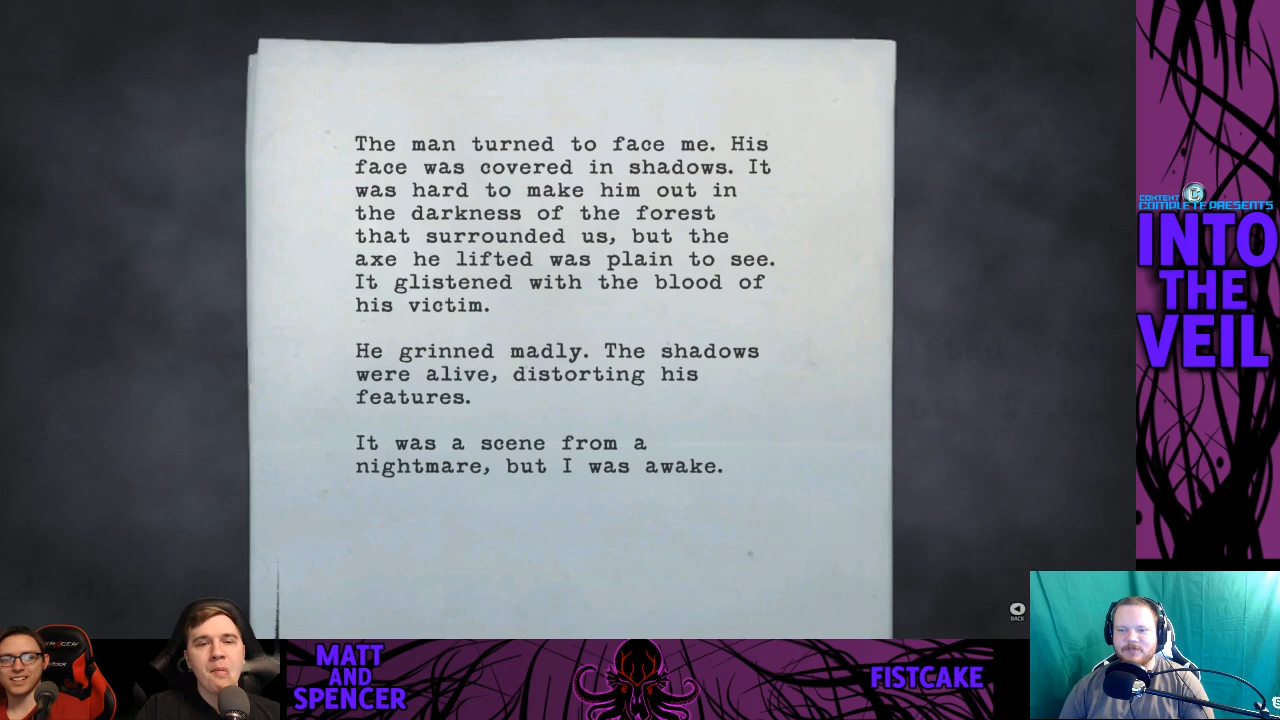 The man turned to face me. His
face was covered in shadows. It
was hard to make him out in
the darkness of the forest
that surrounded us, but the
axe he lifted was plain to see.
It glistened with the blood of
his victim.
He grinned madly. The shadows
were alive, distorting his
features.
It was a scene from a
nightmare, but I was awake.
BACK
CONTENT
COMPLETE PRESENTS
INTO
THE
VEIL
MATT
AND
SPENCER
FISTCAKE